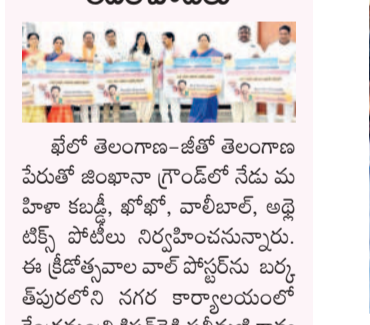 ఖేలో తెలంగాణ-జీతో తెలంగాణ
పేరుతో జింఖానా గ్రౌండ్‌లో నేడు మ
హిళా కబడ్డీ, ఖోఖో, వాలీబాల్, అథ్లె
టిక్స్ పోటీలు నిర్వహించనున్నారు.
ఈ క్రీడోత్సవాల వాల్ పోస్టర్‌ను బర్క
త్‌పురలోని నగర కార్యాలయంలో